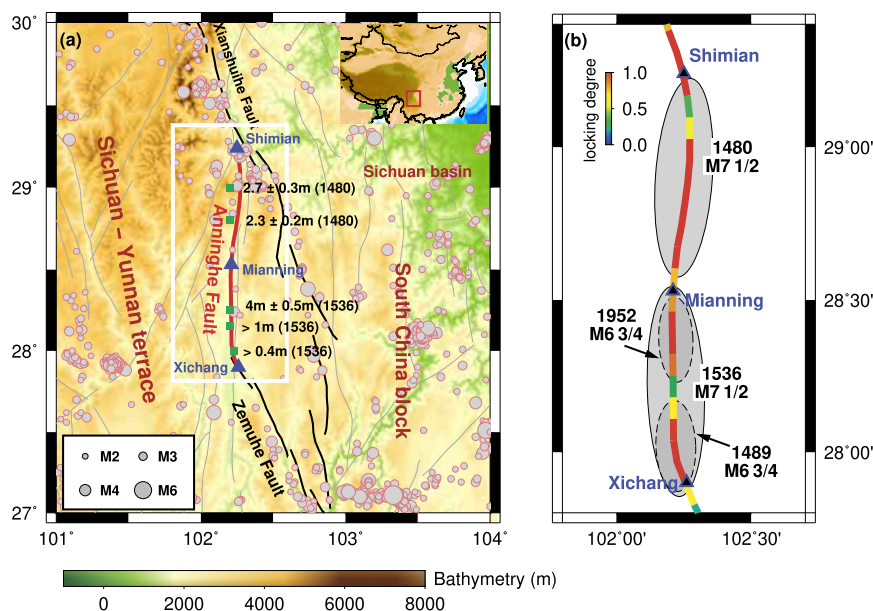 (a)
30˚
29˚
28˚
27˚
101˚
102˚
103˚
104˚
Xianshuihe Fault
Shimian
Sichuan basin
2.7 ± 0.3m (1480)
2.3 ± 0.2m (1480)
Sichuan − Yunnan terrace
Anninghe Fault
Mianning
4m ± 0.5m (1536)
> 1m (1536)
> 0.4m (1536)
Xichang
South China block
Zemuhe Fault
M2
M3
M4
M6
0
2000
4000
6000
8000
Bathymetry (m)
(b)
Shimian
locking degree
1.0
0.5
0.0
1480
M7 1/2
29˚00'
Mianning
28˚30'
1952
M6 3/4
1536
M7 1/2
1489
M6 3/4
28˚00'
Xichang
102˚00'
102˚30'